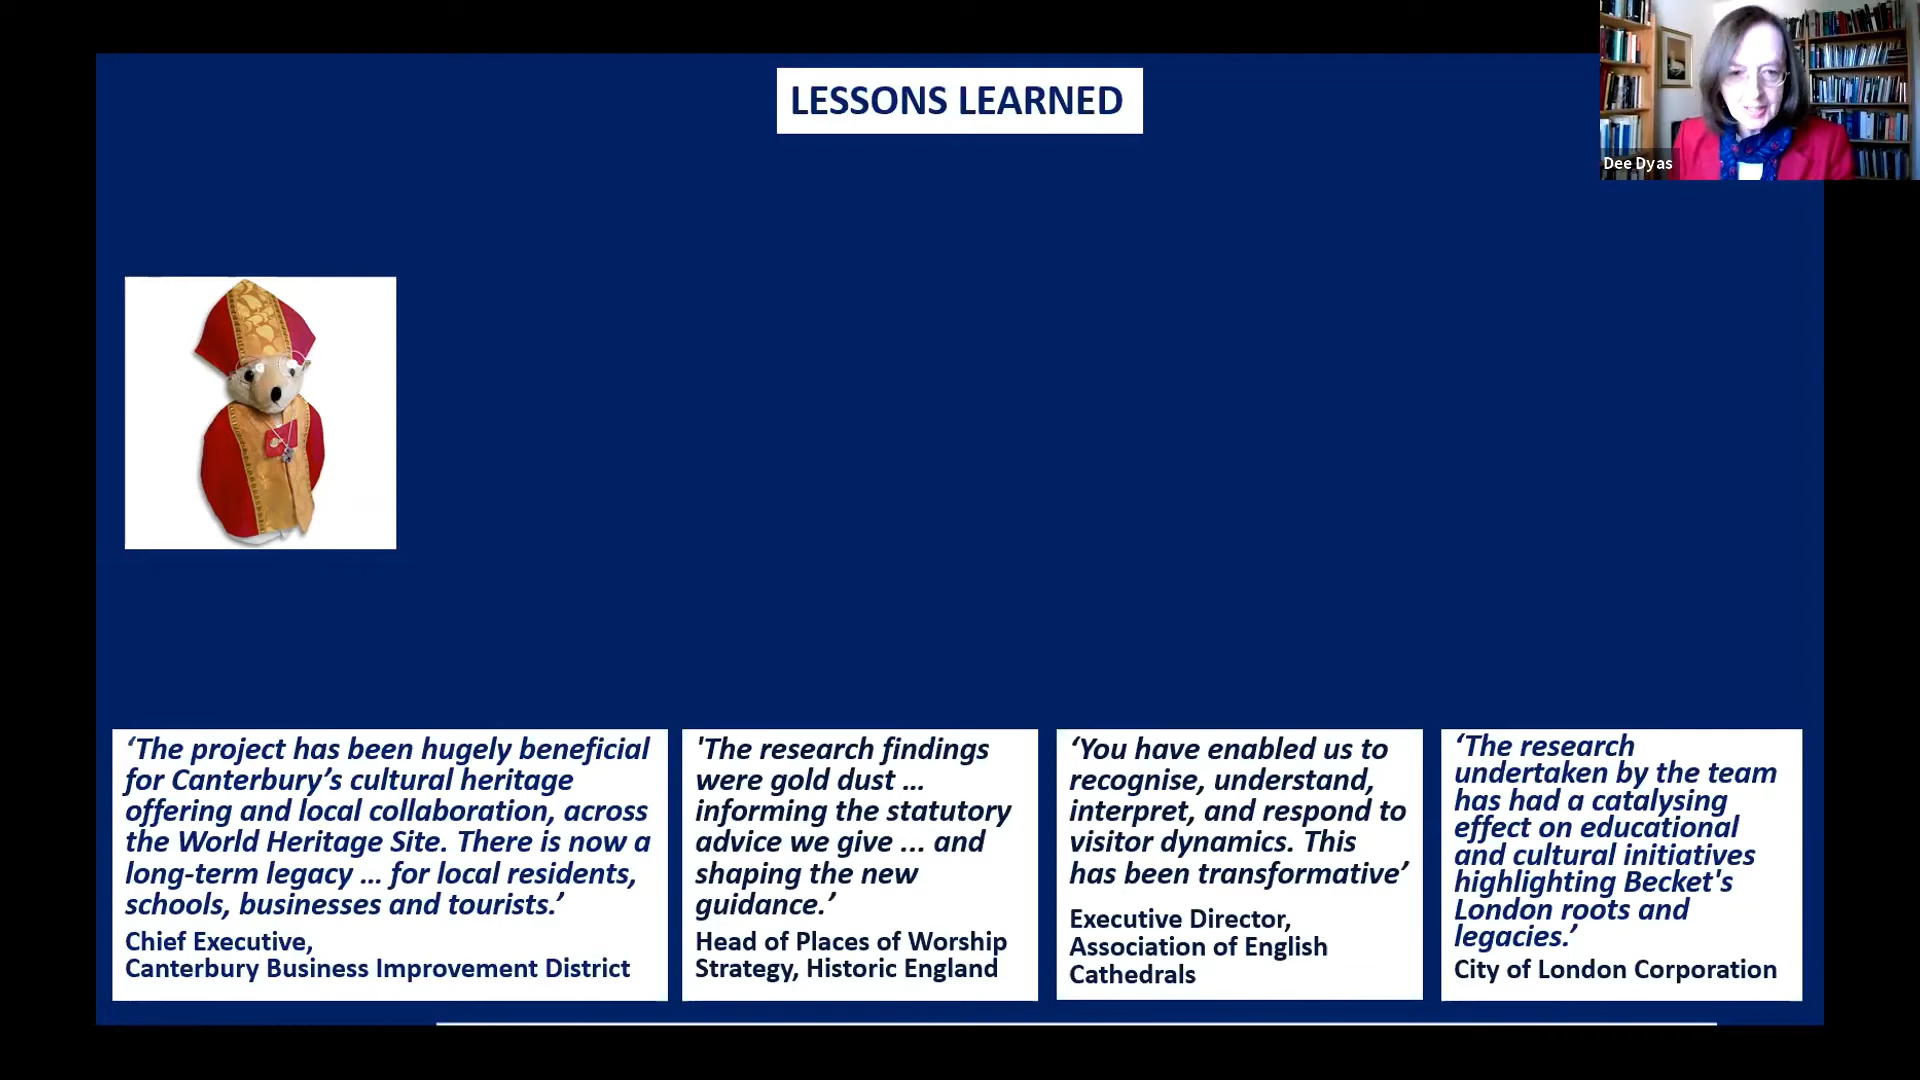 LESSONS LEARNED
Dee Dyas
‘The project has been hugely beneficial
for Canterbury’s cultural heritage
offering and local collaboration, across
the World Heritage Site. There is now a
long-term legacy … for local residents,
schools, businesses and tourists.’
Chief Executive,
Canterbury Business Improvement District
'The research findings
were gold dust …
informing the statutory
advice we give … and
shaping the new
guidance.’
Head of Places of Worship
Strategy, Historic England
‘You have enabled us to
recognise, understand,
interpret, and respond to
visitor dynamics. This
has been transformative’
Executive Director,
Association of English
Cathedrals
‘The research
undertaken by the team
has had a catalysing
effect on educational
and cultural initiatives
highlighting Becket's
London roots and
legacies.’
City of London Corporation